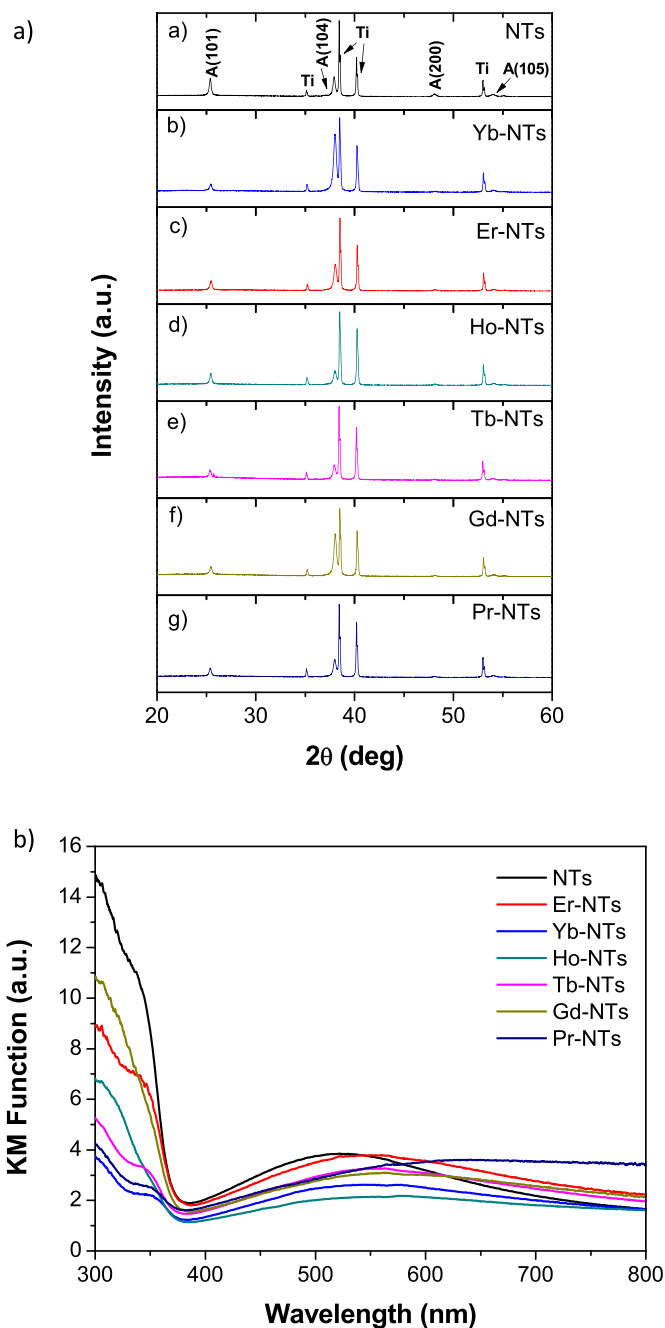 a)
a)
NTs
A(101)
Ti
A(104)
Ti
A(200)
Ti
A(105)
b)
Yb-NTs
c)
Er-NTs
d)
Ho-NTs
e)
Tb-NTs
f)
Gd-NTs
g)
Pr-NTs
Intensity (a.u.)
20 30 40 50 60
2θ (deg)
b)
16
14
12
10
8
6
4
2
0
KM Function (a.u.)
NTs
Er-NTs
Yb-NTs
Ho-NTs
Tb-NTs
Gd-NTs
Pr-NTs
300 400 500 600 700 800
Wavelength (nm)